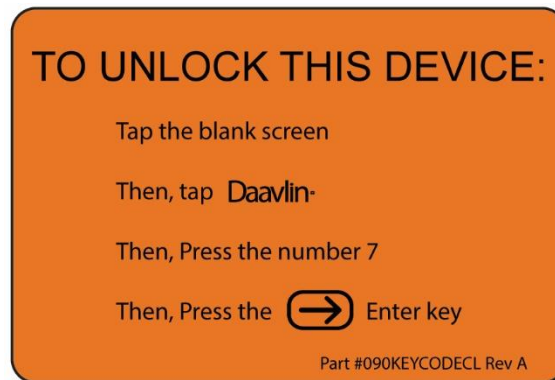 TO UNLOCK THIS DEVICE:
Tap the blank screen
Then, tap Daavlin
Then, Press the number 7
Then, Press the → Enter key
Part #090KEYCODECL Rev A